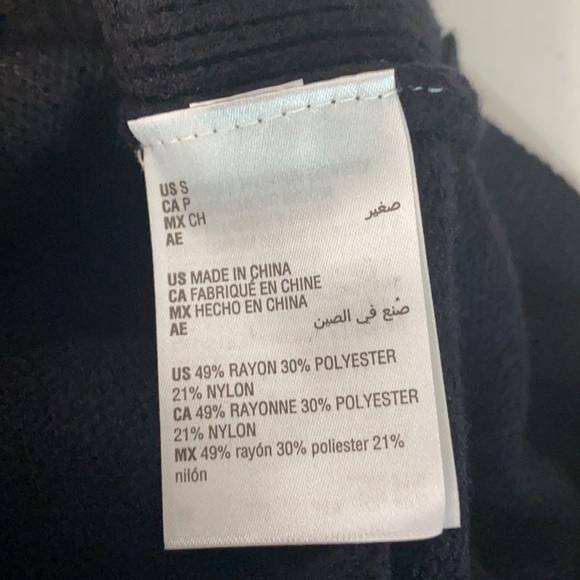 US S
CA P
MX CH
AE صغير
US MADE IN CHINA
CA FABRIQUÉ EN CHINE
MX HECHO EN CHINA
AE صُنع في الصين
US 49% RAYON 30% POLYESTER
21% NYLON
CA 49% RAYONNE 30% POLYESTER
21% NYLON
MX 49% rayón 30% poliester 21%
nilón